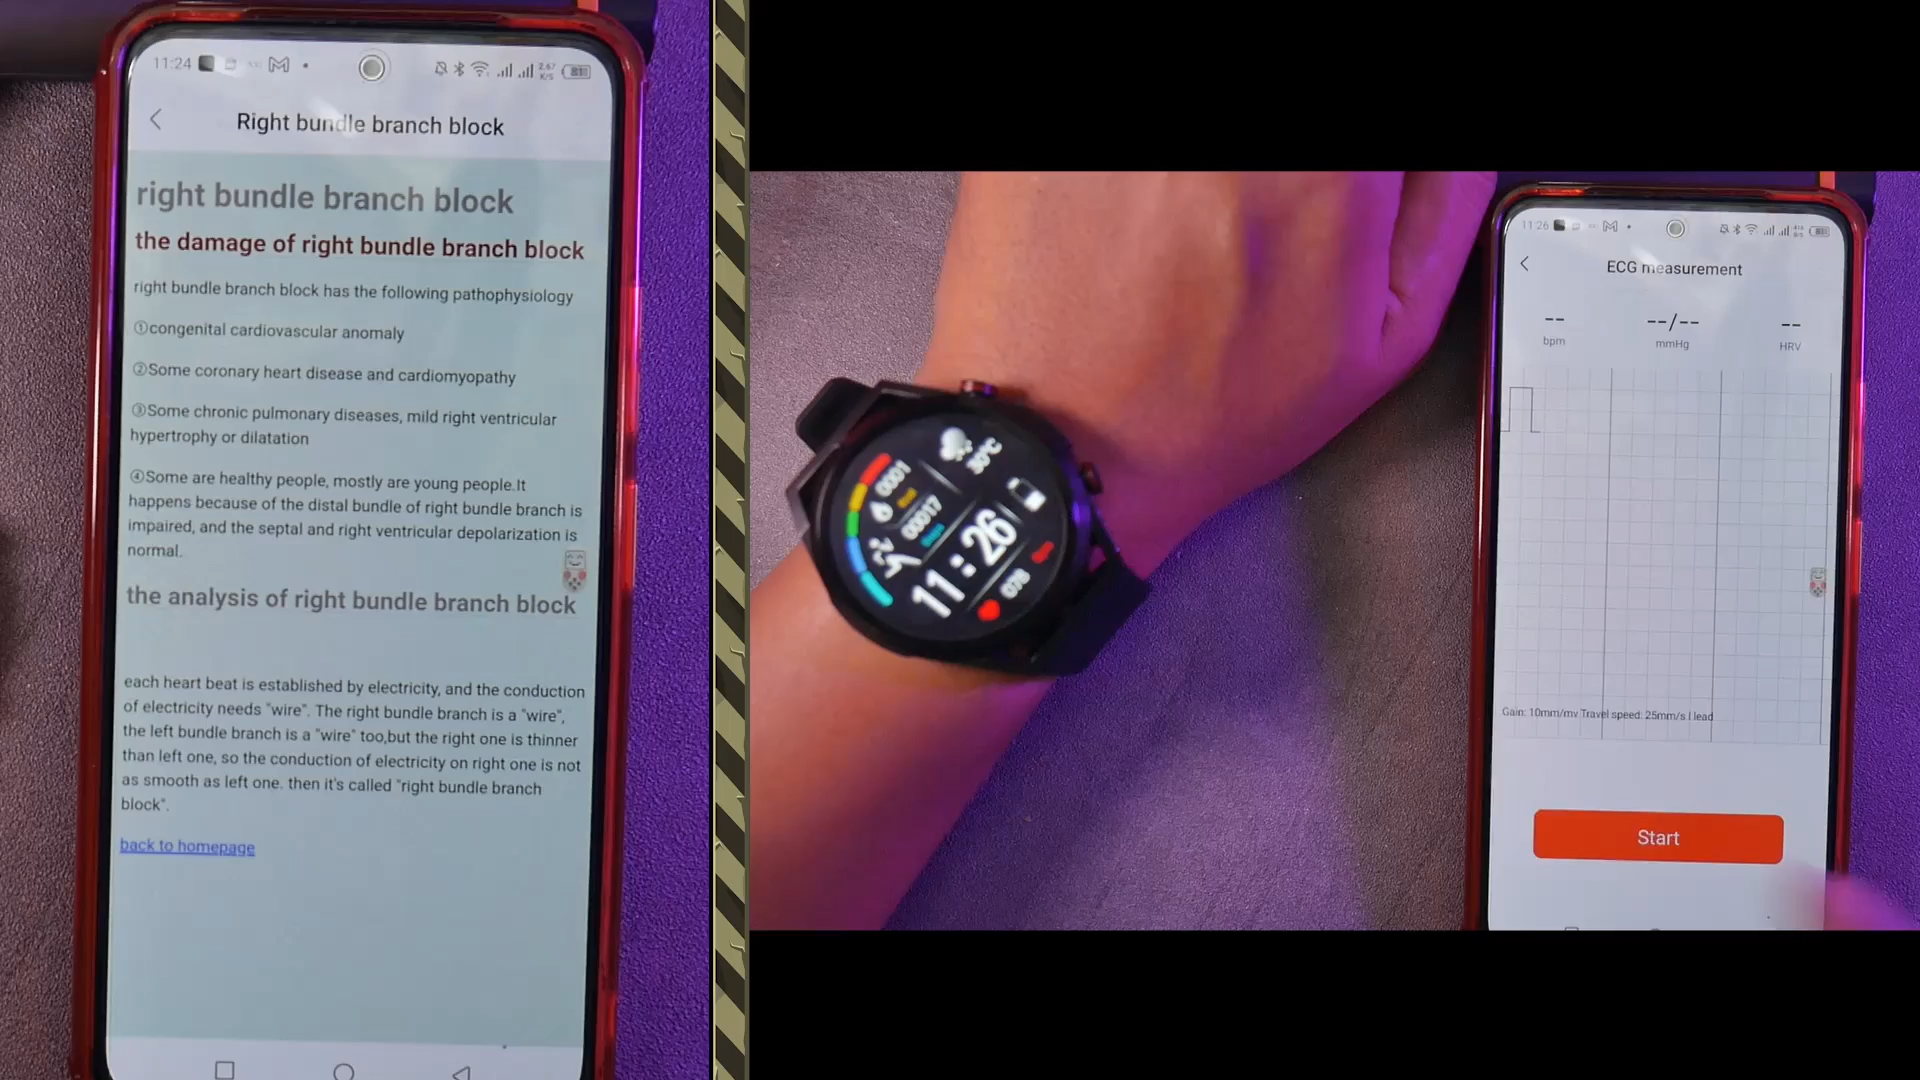 11:24
2.67
K/S
Right bundle branch block
right bundle branch block
the damage of right bundle branch block
right bundle branch block has the following pathophysiology
①congenital cardiovascular anomaly
②Some coronary heart disease and cardiomyopathy
③Some chronic pulmonary diseases, mild right ventricular
hypertrophy or dilatation
④Some are healthy people, mostly are young people.It
happens because of the distal bundle of right bundle branch is
impaired, and the septal and right ventricular depolarization is
normal.
the analysis of right bundle branch block
each heart beat is established by electricity, and the conduction
of electricity needs "wire". The right bundle branch is a "wire",
the left bundle branch is a "wire" too,but the right one is thinner
than left one, so the conduction of electricity on right one is not
as smooth as left one. then it's called "right bundle branch
block".
back to homepage
30°C
0001
Kcal
00017
Steps
11:26
078
11:26
ECG measurement
-- --/-- --
bpm mmHg HRV
Gain: 10mm/mv Travel speed: 25mm/s I lead
Start